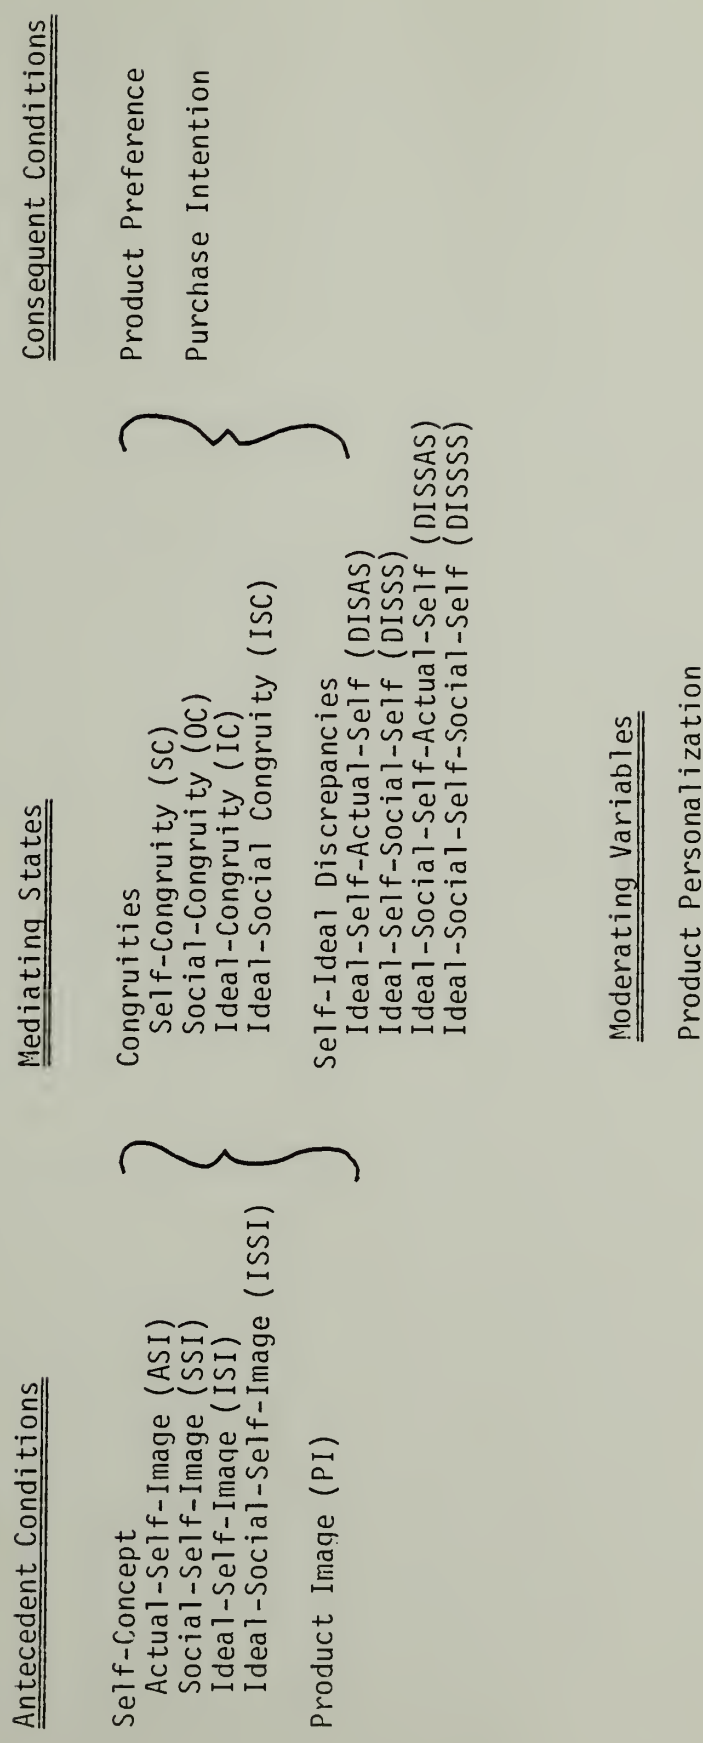 Antecedent Conditions
Self-Concept
Actual-Self-Image (ASI)
Social-Self-Image (SSI)
Ideal-Self-Image (ISI)
Ideal-Social-Self-Image (ISSI)
Product Image (PI)
Mediating States
Congruities
Self-Congruity (SC)
Social-Congruity (OC)
Ideal-Congruity (IC)
Ideal-Social Congruity (ISC)
Self-Ideal Discrepancies
Ideal-Self-Actual-Self (DISAS)
Ideal-Self-Social-Self (DISSS)
Ideal-Social-Self-Actual-Self (DISSAS)
Ideal-Social-Self-Social-Self (DISSSS)
Moderating Variables
Product Personalization
Consequent Conditions
Product Preference
Purchase Intention